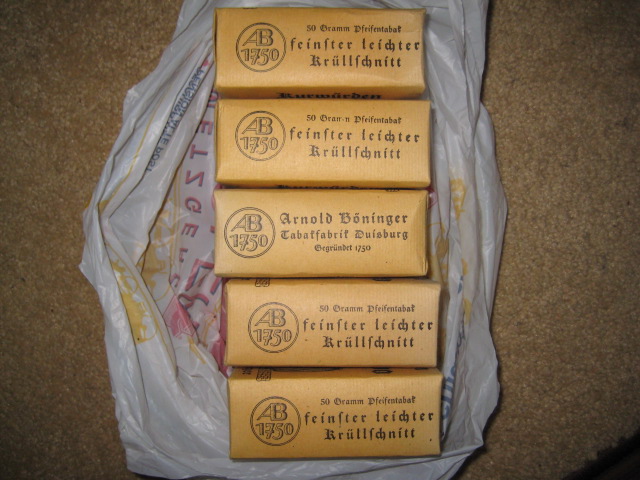 AB
1750
50 Gramm Pfeifentabak
feinster leichter
Krüllschnitt
Kurwürden
AB
1750
50 Gramm Pfeifentabak
feinster leichter
Krüllschnitt
AB
1750
Arnold Böninger
Tabakfabrik Duisburg
Gegründet 1750
AB
1750
50 Gramm Pfeifentabak
feinster leichter
Krüllschnitt
AB
1750
50 Gramm Pfeifentabak
feinster leichter
Krüllschnitt